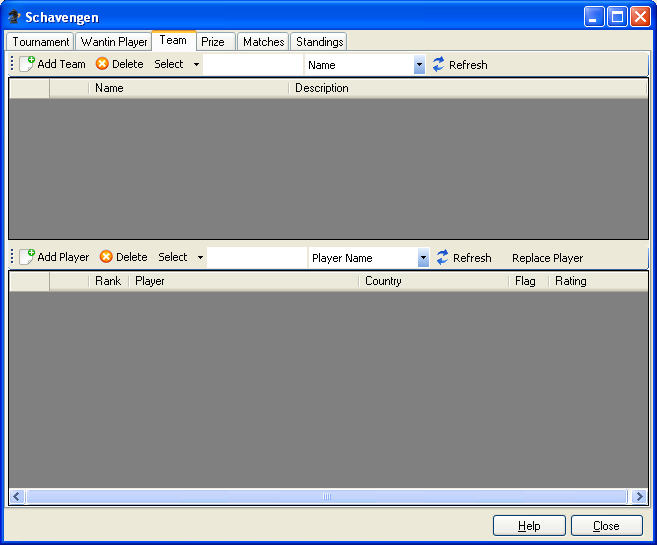 Schavengen
Tournament Wantin Player Team Prize Matches Standings
Add Team Delete Select Name Refresh
Name Description
Add Player Delete Select Player Name Refresh Replace Player
Rank Player Country Flag Rating
Help Close